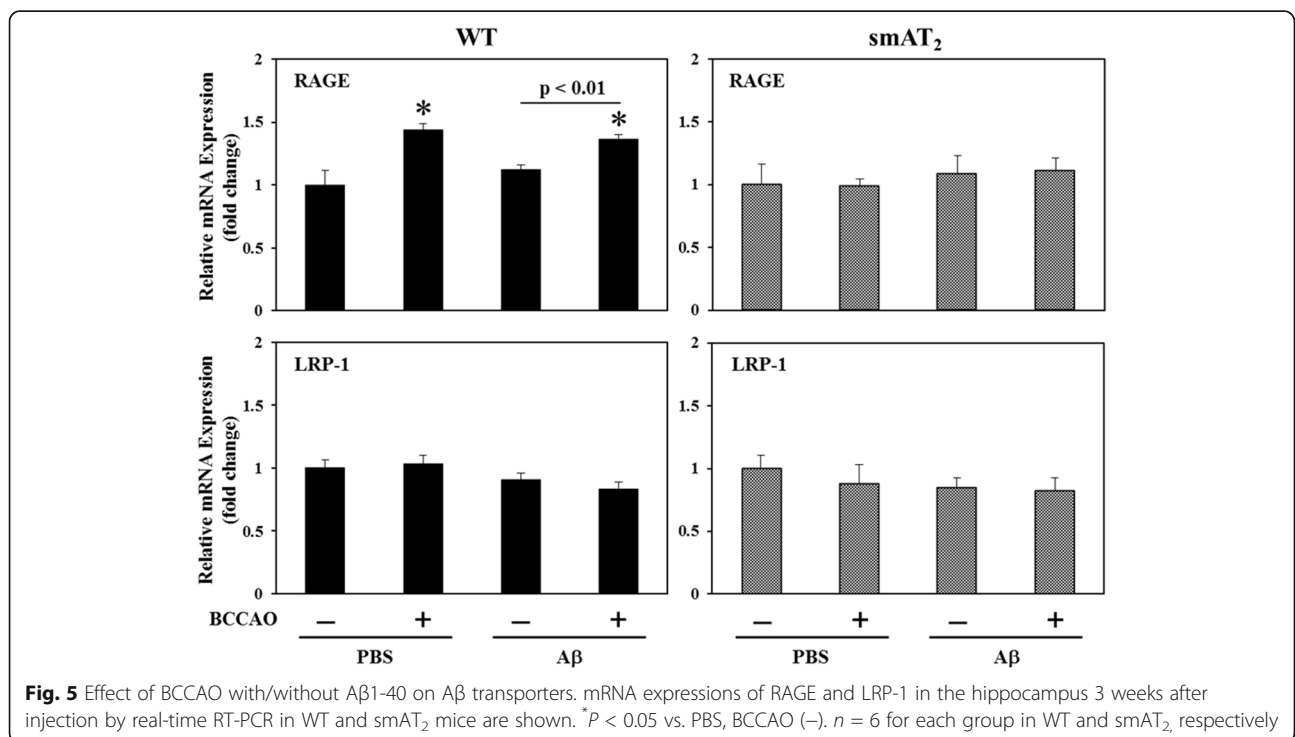 WT
smAT₂
2
1.5
1
0.5
0
Relative mRNA Expression
(fold change)
RAGE
*
p < 0.01
*
2
1.5
1
0.5
0
RAGE
2
1.5
1
0.5
0
Relative mRNA Expression
(fold change)
LRP-1
2
1.5
1
0.5
0
LRP-1
BCCAO − + − + − + − +
PBS Aβ PBS Aβ
Fig. 5 Effect of BCCAO with/without Aβ1-40 on Aβ transporters. mRNA expressions of RAGE and LRP-1 in the hippocampus 3 weeks after
injection by real-time RT-PCR in WT and smAT₂ mice are shown. *P < 0.05 vs. PBS, BCCAO (−). n = 6 for each group in WT and smAT₂, respectively